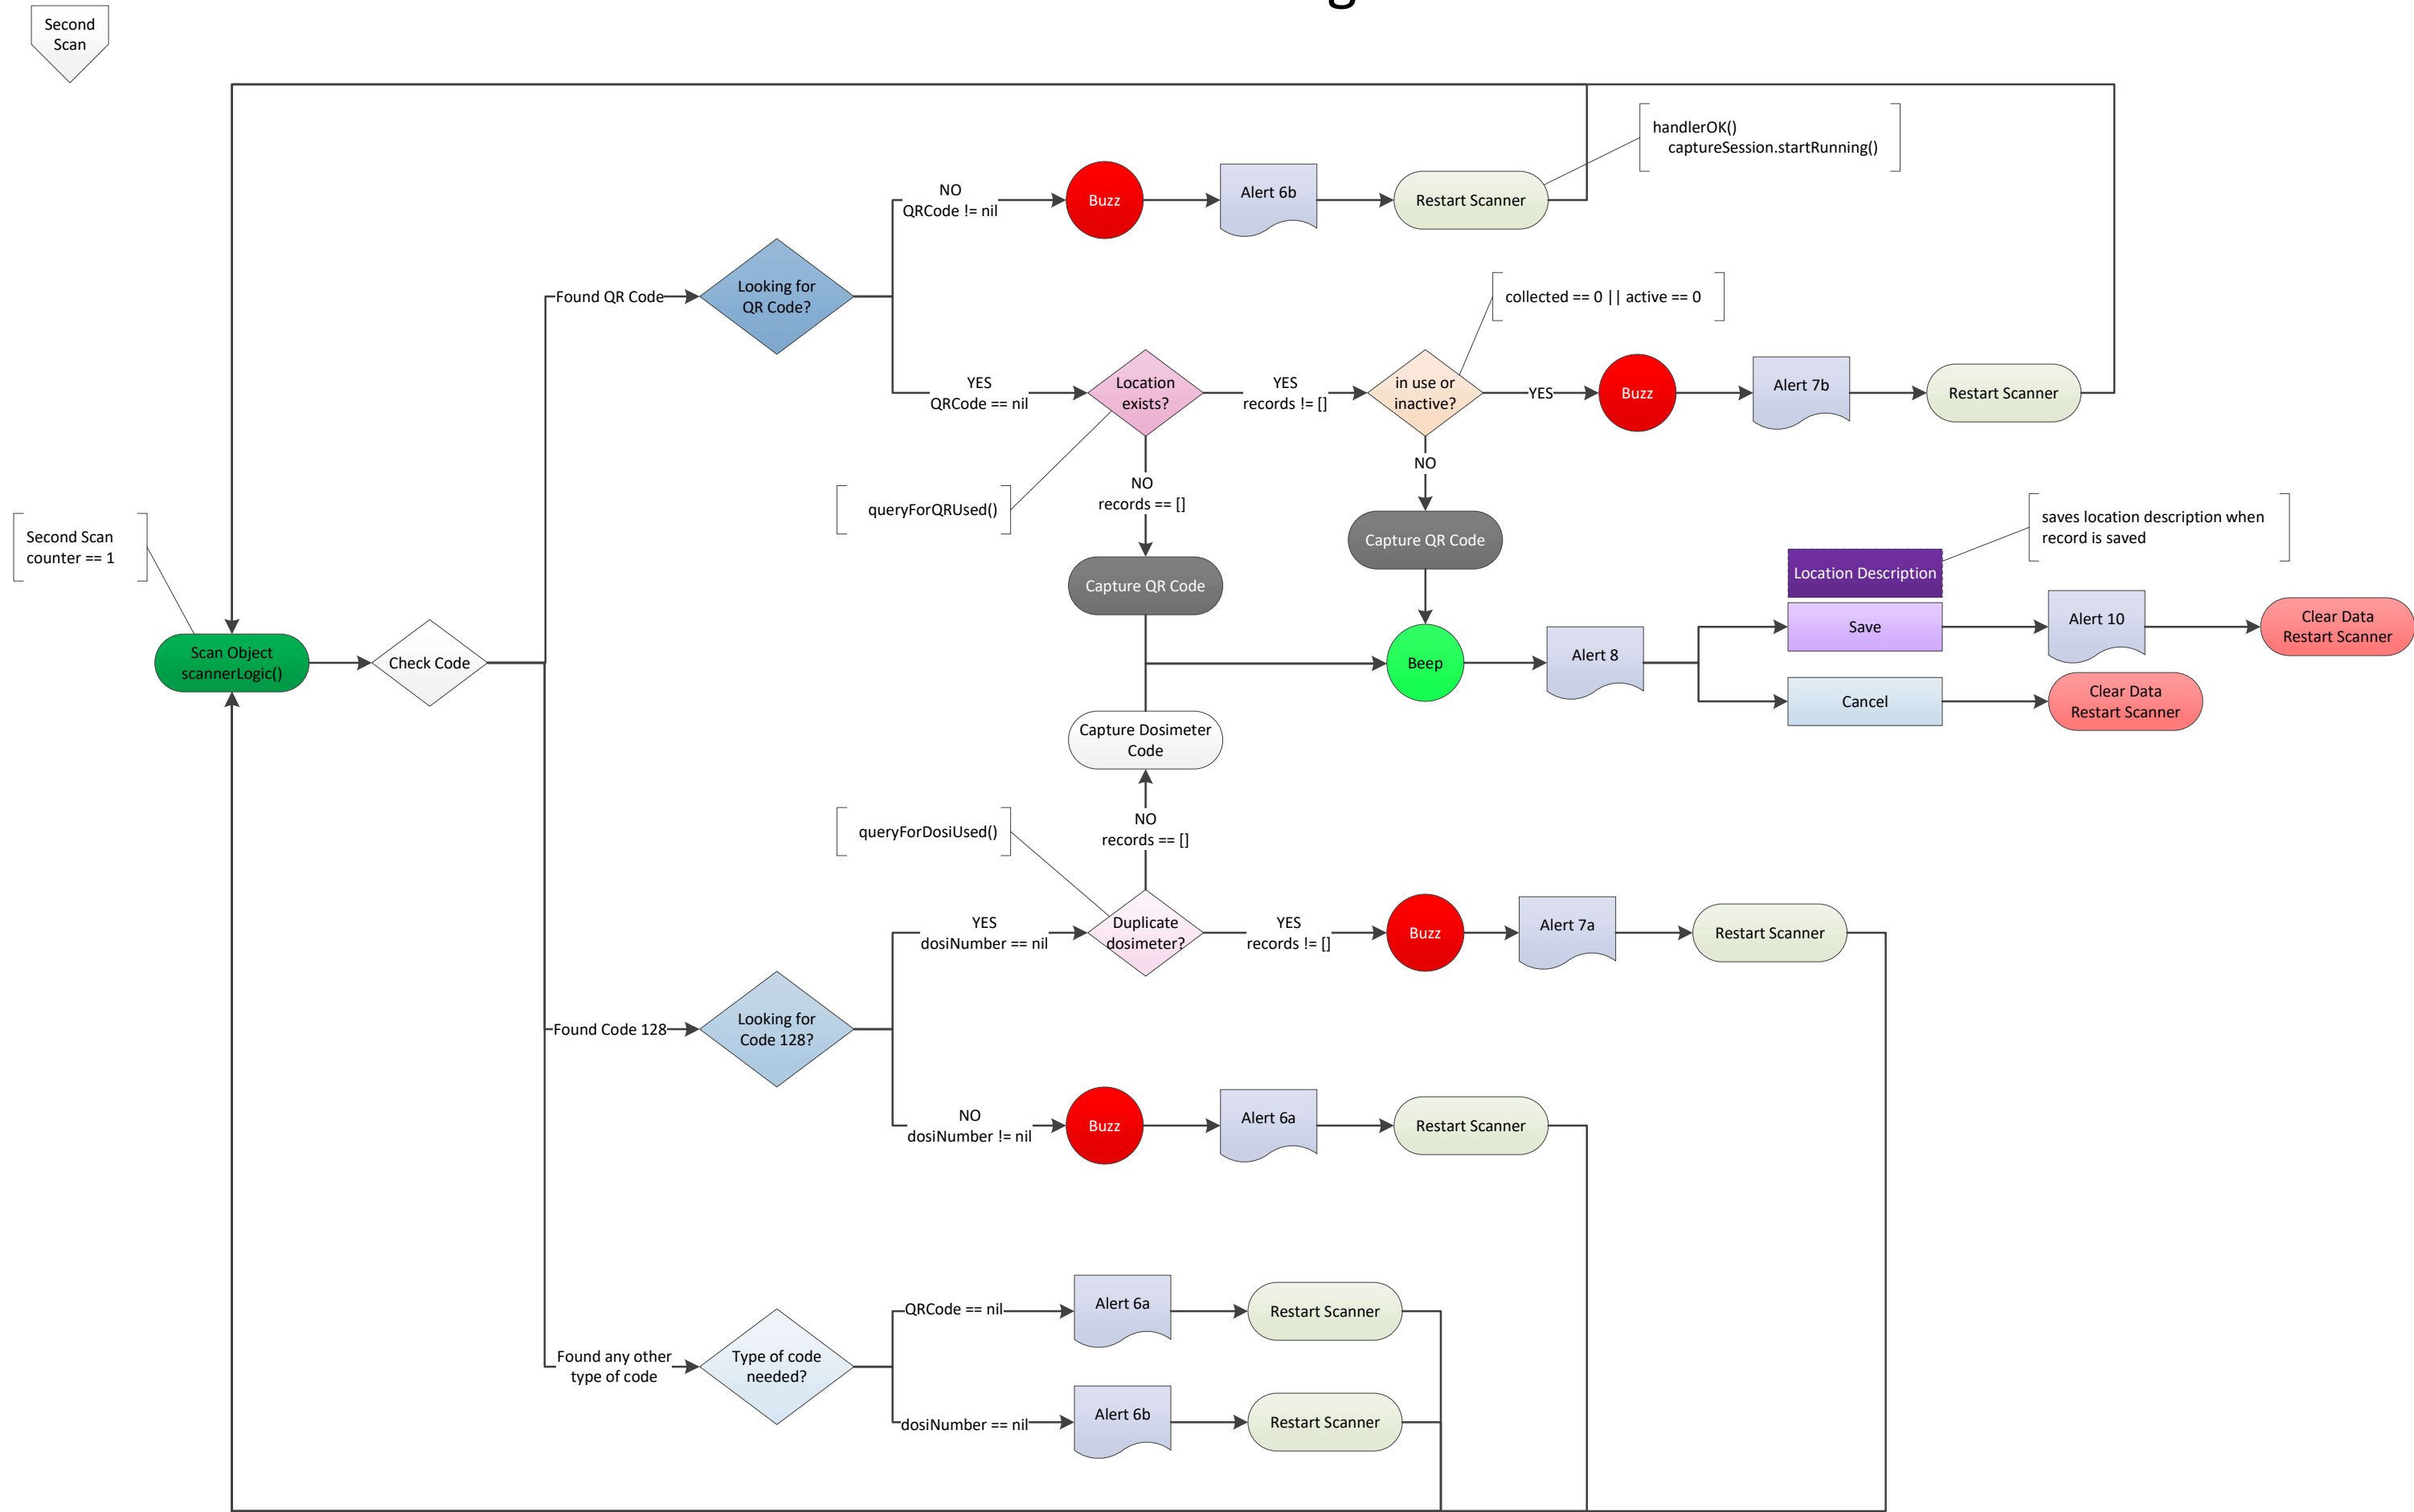 Second
Scan
handlerOK()
captureSession.startRunning()
NO
QRCode != nil
Buzz
Alert 6b
Restart Scanner
Found QR Code
Looking for
QR Code?
collected == 0 || active == 0
YES
QRCode == nil
Location
exists?
YES
records != []
in use or
inactive?
YES
Buzz
Alert 7b
Restart Scanner
NO
records == []
NO
queryForQRUsed()
Second Scan
counter == 1
saves location description when
record is saved
Capture QR Code
Capture QR Code
Location Description
Save
Alert 10
Clear Data
Restart Scanner
Scan Object
scannerLogic()
Check Code
Beep
Alert 8
Cancel
Clear Data
Restart Scanner
Capture Dosimeter
Code
NO
records == []
queryForDosiUsed()
YES
dosiNumber == nil
Duplicate
dosimeter?
YES
records != []
Buzz
Alert 7a
Restart Scanner
Found Code 128
Looking for
Code 128?
NO
dosiNumber != nil
Buzz
Alert 6a
Restart Scanner
QRCode == nil
Alert 6a
Restart Scanner
Found any other
type of code
Type of code
needed?
dosiNumber == nil
Alert 6b
Restart Scanner